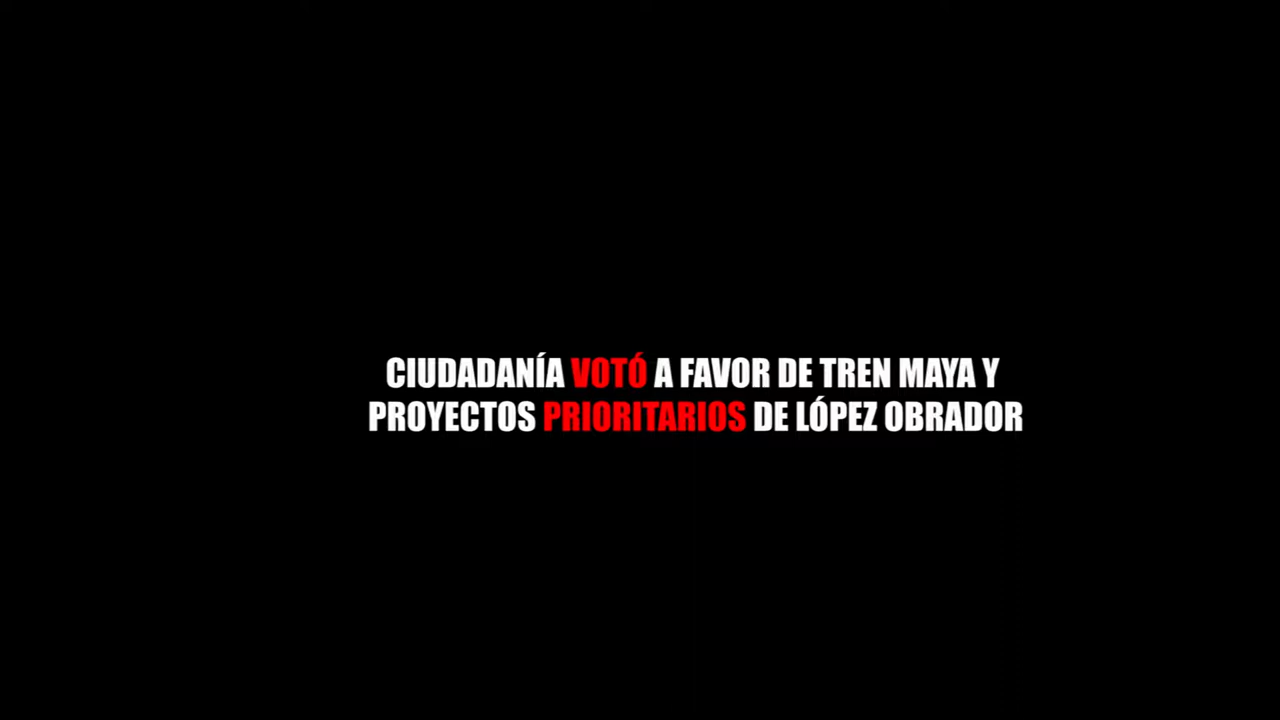 CIUDADANÍA VOTÓ A FAVOR DE TREN MAYA Y
PROYECTOS PRIORITARIOS DE LÓPEZ OBRADOR